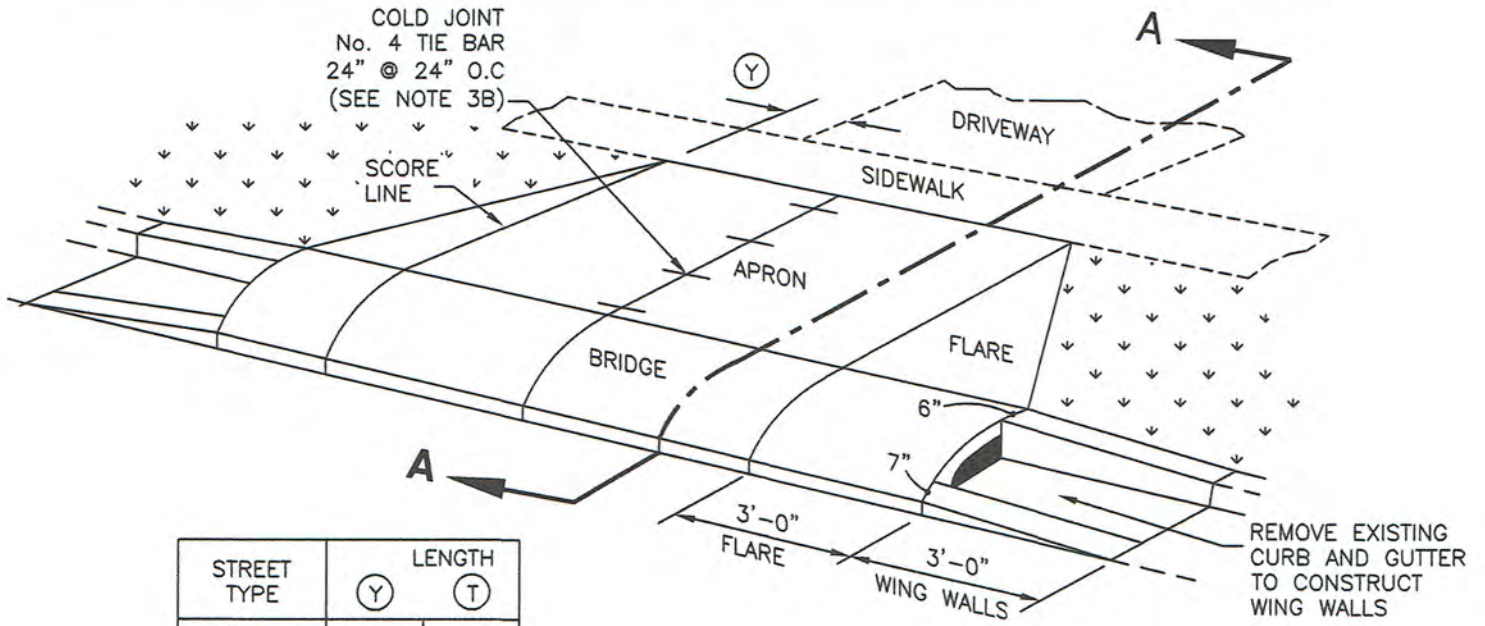 COLD JOINT
No. 4 TIE BAR
24" @ 24" O.C
(SEE NOTE 3B)
Y
A
DRIVEWAY
SCORE
LINE
SIDEWALK
APRON
BRIDGE
FLARE
6"
7"
A
3'-0"
FLARE
3'-0"
WING WALLS
REMOVE EXISTING
CURB AND GUTTER
TO CONSTRUCT
WING WALLS
STREET
TYPE
LENGTH
Y T